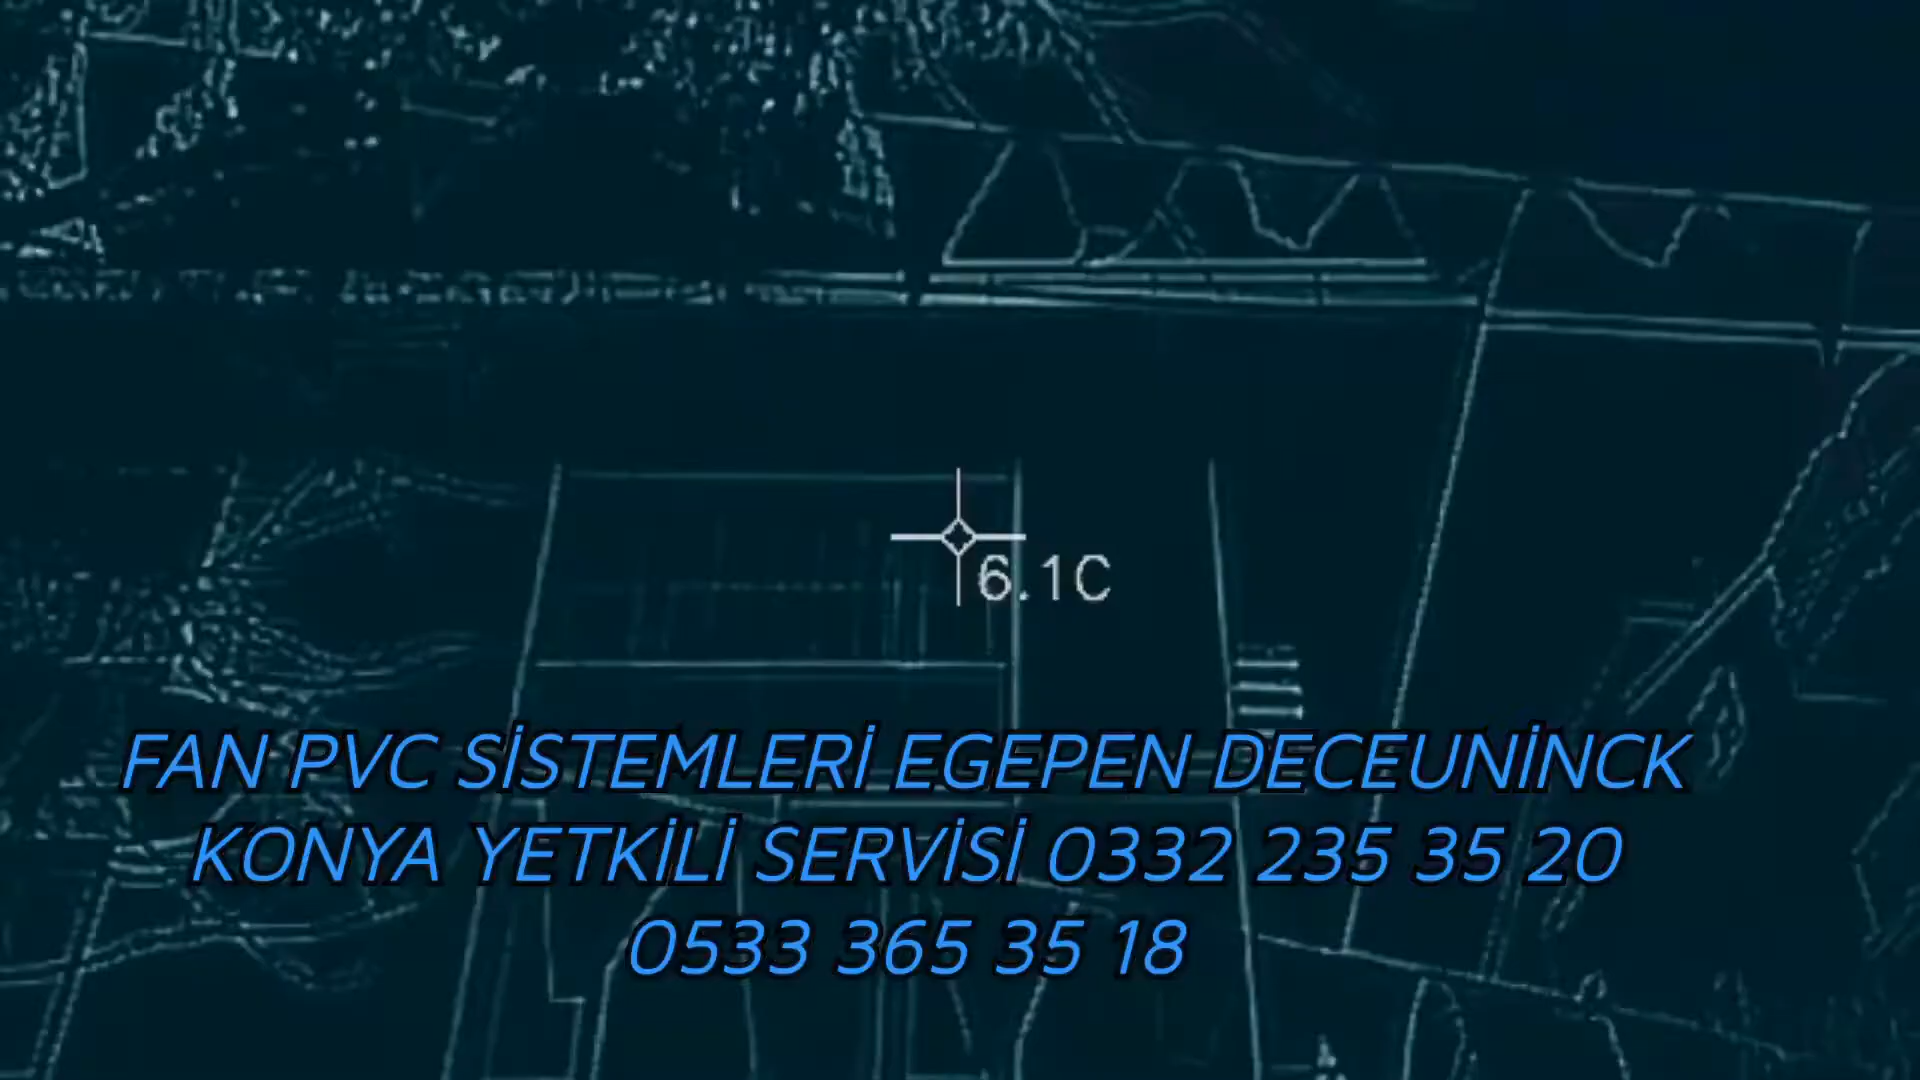 6.1C
FAN PVC SİSTEMLERİ EGEPEN DECEUNİNCK
KONYA YETKİLİ SERVİSİ 0332 235 35 20
0533 365 35 18